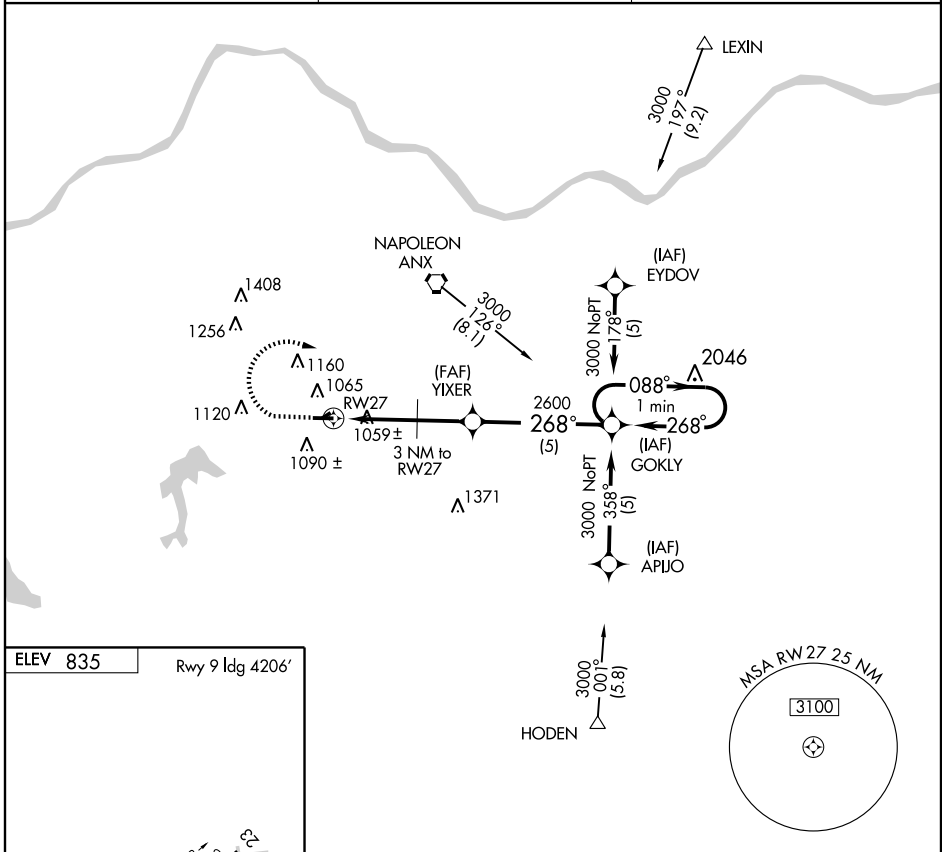 LEXIN
3000
197°
(9.2)
NAPOLEON
ANX
3000
126°
(8.1)
(IAF)
EYDOV
3000 NoPT
178°
(5)
1408
1256
1160
1065
RW27
1120
1059 ±
1090 ±
3 NM to
RW27
(FAF)
YIXER
2600
268°
(5)
2046
088°
1 min
268°
(IAF)
GOKLY
1371
3000 NoPT
358°
(5)
(IAF)
APIJO
3000
001°
(5.8)
HODEN
MSA RW27 25 NM
3100
ELEV 835
Rwy 9 ldg 4206'
23